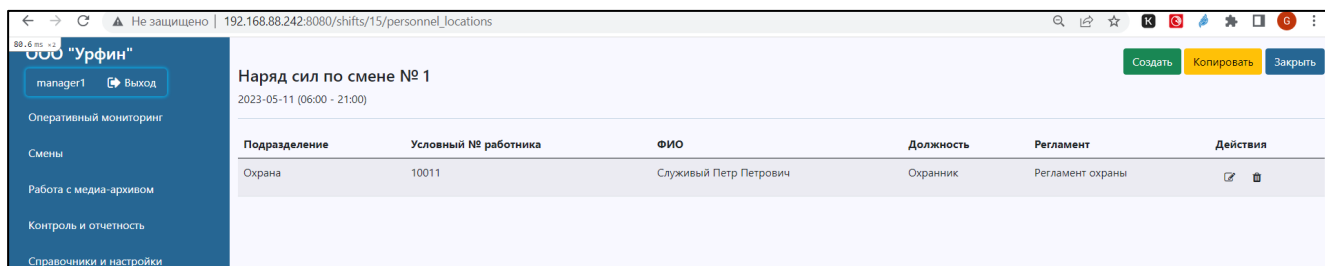 Не защищено | 192.168.88.242:8080/shifts/15/personnel_locations
80.6 ms ×2
ООО "Урфин"
manager1 Выход
Оперативный мониторинг
Смены
Работа с медиа-архивом
Контроль и отчетность
Справочники и настройки
Наряд сил по смене № 1
2023-05-11 (06:00 - 21:00)
Создать Копировать Закрыть
Подразделение Условный № работника ФИО Должность Регламент Действия
Охрана 10011 Служивый Петр Петрович Охранник Регламент охраны
K
G